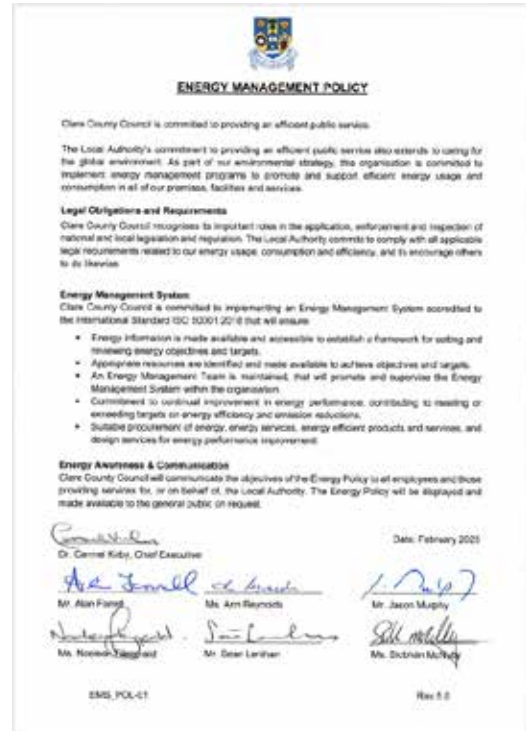 ENERGY MANAGEMENT POLICY
Clare County Council is committed to providing an efficient public service.
The Local Authority's commitment to providing an efficient public service also extends to caring for
the global environment. As part of our environmental strategy, this organisation is committed to
implement energy management programs to promote and support efficient energy usage and
consumption in all of our premises, facilities and services.
Legal Obligations and Requirements
Clare County Council recognises its important roles in the application, enforcement and inspection of
national and local legislation and regulation. The Local Authority commits to comply with all applicable
legal requirements related to our energy usage, consumption and efficiency, and to encourage others
to do likewise.
Energy Management System
Clare County Council is committed to implementing an Energy Management System accredited to
the International Standard ISO 50001:2018 that will ensure:
• Energy information is made available and accessible to establish a framework for setting and
reviewing energy objectives and targets.
• Appropriate resources are identified and made available to achieve objectives and targets.
• An Energy Management Team is maintained, that will promote and supervise the Energy
Management System within the organisation.
• Commitment to continual improvement in energy performance, contributing to meeting or
exceeding targets on energy efficiency and emission reductions.
• Suitable procurement of energy, energy services, energy efficient products and services, and
design services for energy performance improvement.
Energy Awareness & Communication
Clare County Council will communicate the objectives of the Energy Policy to all employees and those
providing services for, or on behalf of, the Local Authority. The Energy Policy will be displayed and
made available to the general public on request.
Date: February 2025
Dr. Carmel Kirby, Chief Executive
Mr. Alan Farrell Ms. Ann Reynolds Mr. Jason Murphy
Ms. Noeleen Fitzgerald Mr. Sean Lenihan Ms. Siobhán McNulty
EMS_POL-01 Rev 5.0